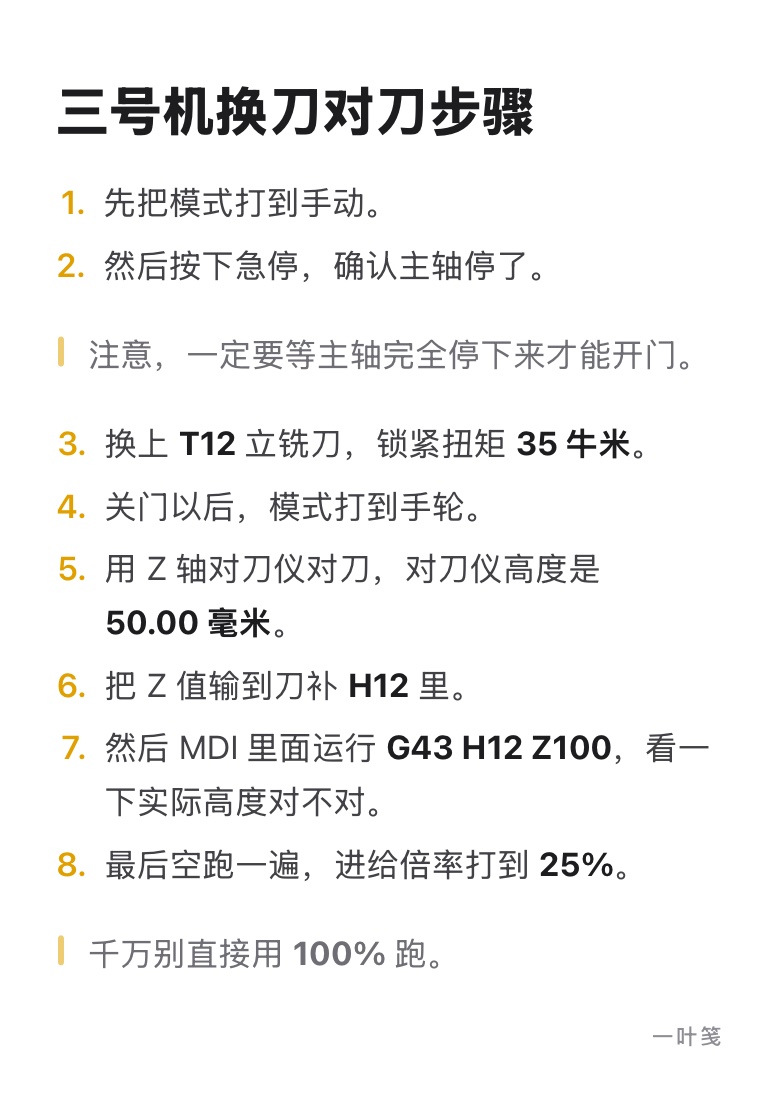 三号机换刀对刀步骤
1. 先把模式打到手动。
2. 然后按下急停，确认主轴停了。
注意，一定要等主轴完全停下来才能开门。
3. 换上 T12 立铣刀，锁紧扭矩 35 牛米。
4. 关门以后，模式打到手轮。
5. 用 Z 轴对刀仪对刀，对刀仪高度是
50.00 毫米。
6. 把 Z 值输到刀补 H12 里。
7. 然后 MDI 里面运行 G43 H12 Z100，看一
下实际高度对不对。
8. 最后空跑一遍，进给倍率打到 25%。
千万别直接用 100% 跑。
一叶笺